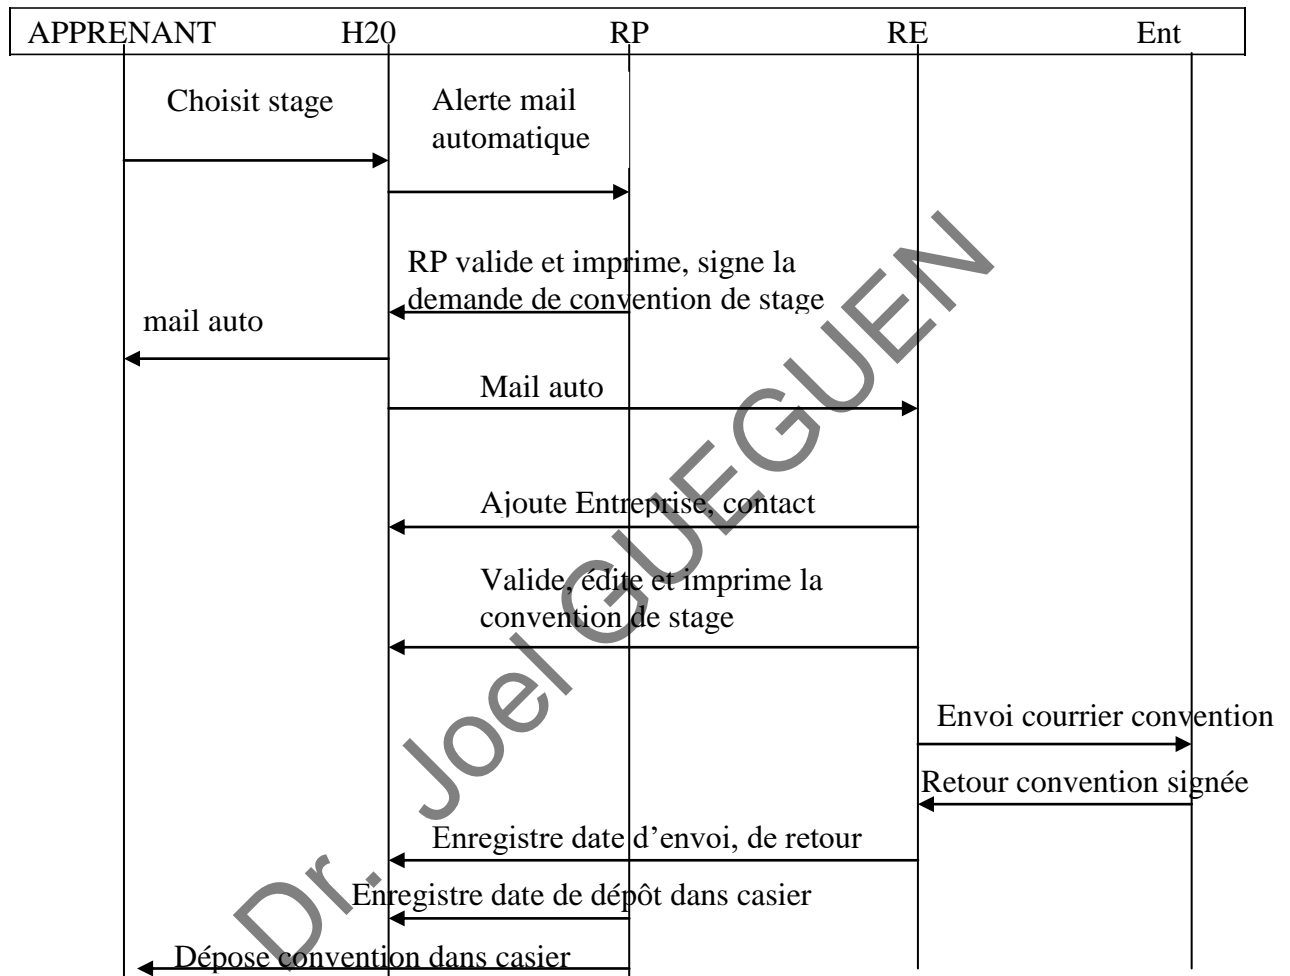 APPRENANT H20 RP RE Ent
Choisit stage
Alerte mail
automatique
RP valide et imprime, signe la
demande de convention de stage
mail auto
Mail auto
Ajoute Entreprise, contact
Valide, édite et imprime la
convention de stage
Envoi courrier convention
Retour convention signée
Enregistre date d’envoi, de retour
Enregistre date de dépôt dans casier
Dépose convention dans casier
Dr. Joel GUEGUEN